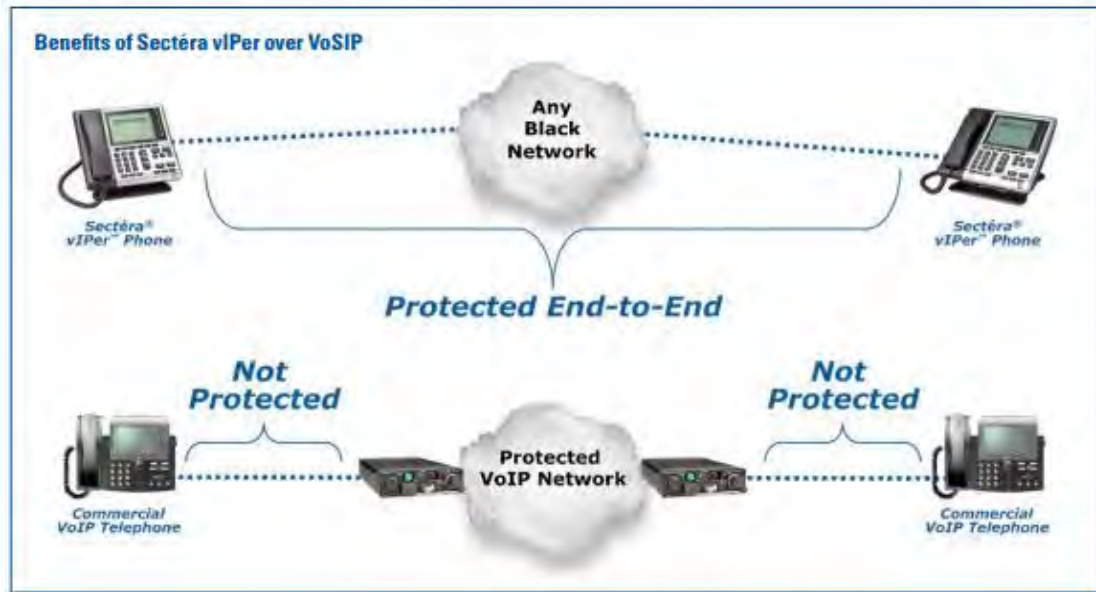 Benefits of Sectéra vIPer over VoSIP
Any
Black
Network
Sectéra®
vIPer™ Phone
Sectéra®
vIPer™ Phone
Protected End-to-End
Not
Protected
Not
Protected
Protected
VoIP Network
Commercial
VoIP Telephone
Commercial
VoIP Telephone